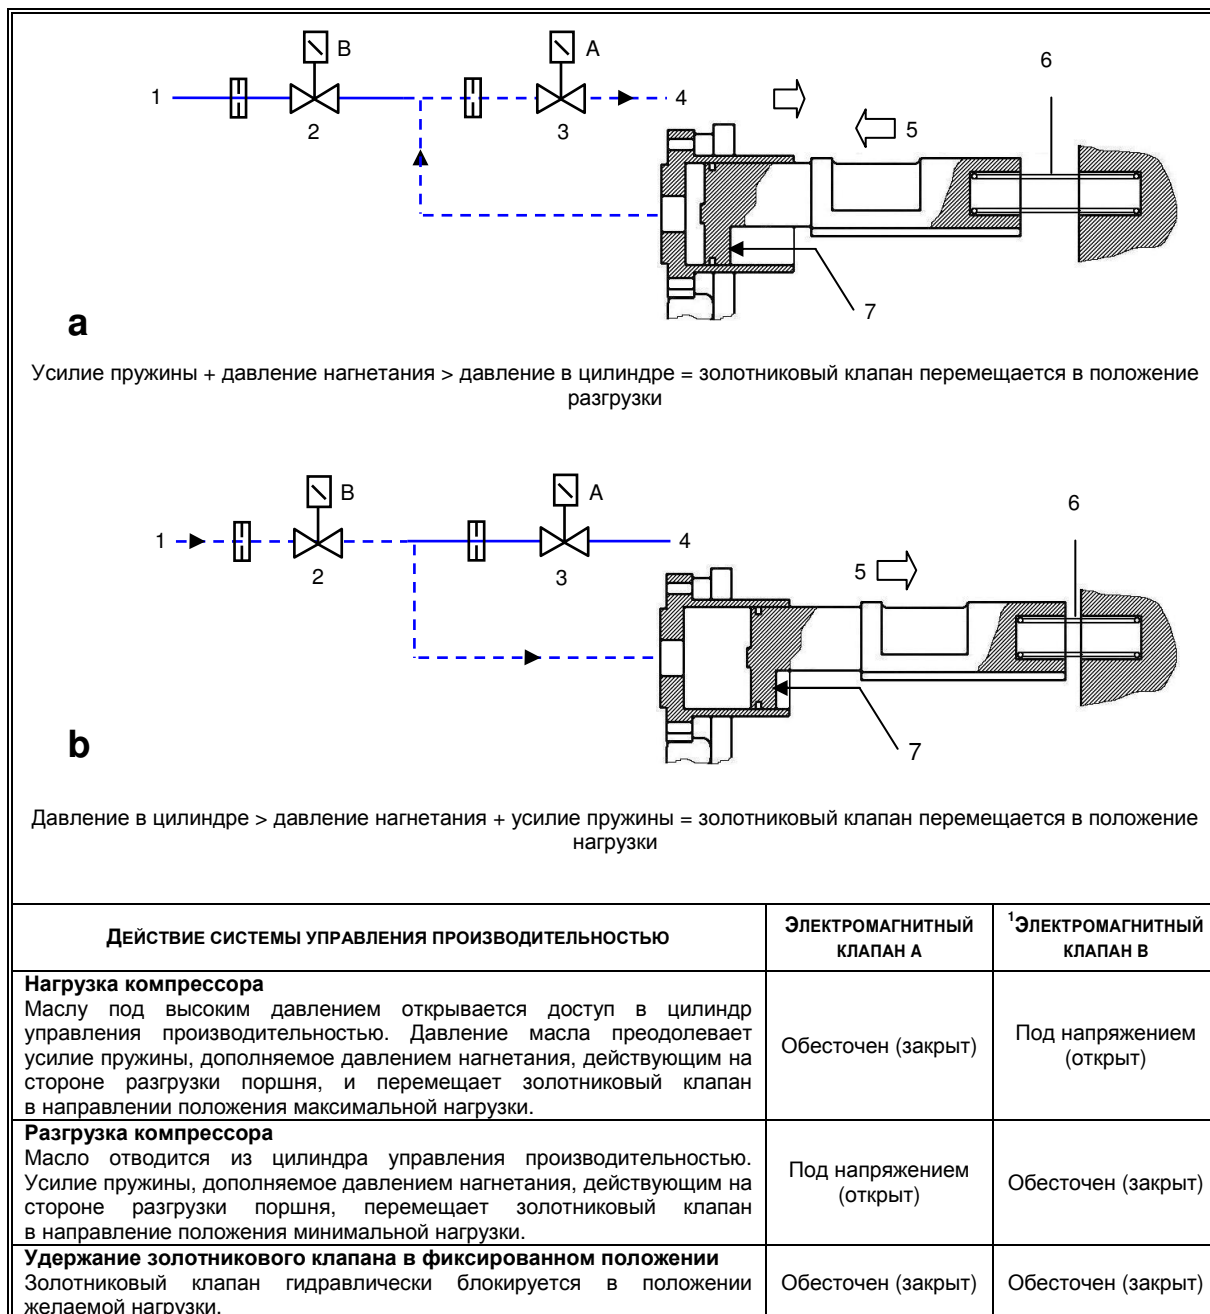 B
A
6
1
4
5
2
3
7
a
Усилие пружины + давление нагнетания > давление в цилиндре = золотниковый клапан перемещается в положение
разгрузки
B
A
6
1
4
5
2
3
7
b
Давление в цилиндре > давление нагнетания + усилие пружины = золотниковый клапан перемещается в положение
нагрузки
ДЕЙСТВИЕ СИСТЕМЫ УПРАВЛЕНИЯ ПРОИЗВОДИТЕЛЬНОСТЬЮ
ЭЛЕКТРОМАГНИТНЫЙ
КЛАПАН А
¹ЭЛЕКТРОМАГНИТНЫЙ
КЛАПАН В
Нагрузка компрессора
Маслу под высоким давлением открывается доступ в цилиндр
управления производительностью. Давление масла преодолевает
усилие пружины, дополняемое давлением нагнетания, действующим на
стороне разгрузки поршня, и перемещает золотниковый клапан
в направлении положения максимальной нагрузки.
Обесточен (закрыт)
Под напряжением
(открыт)
Разгрузка компрессора
Масло отводится из цилиндра управления производительностью.
Усилие пружины, дополняемое давлением нагнетания, действующим на
стороне разгрузки поршня, перемещает золотниковый клапан
в направление положения минимальной нагрузки.
Под напряжением
(открыт)
Обесточен (закрыт)
Удержание золотникового клапана в фиксированном положении
Золотниковый клапан гидравлически блокируется в положении
желаемой нагрузки.
Обесточен (закрыт)
Обесточен (закрыт)